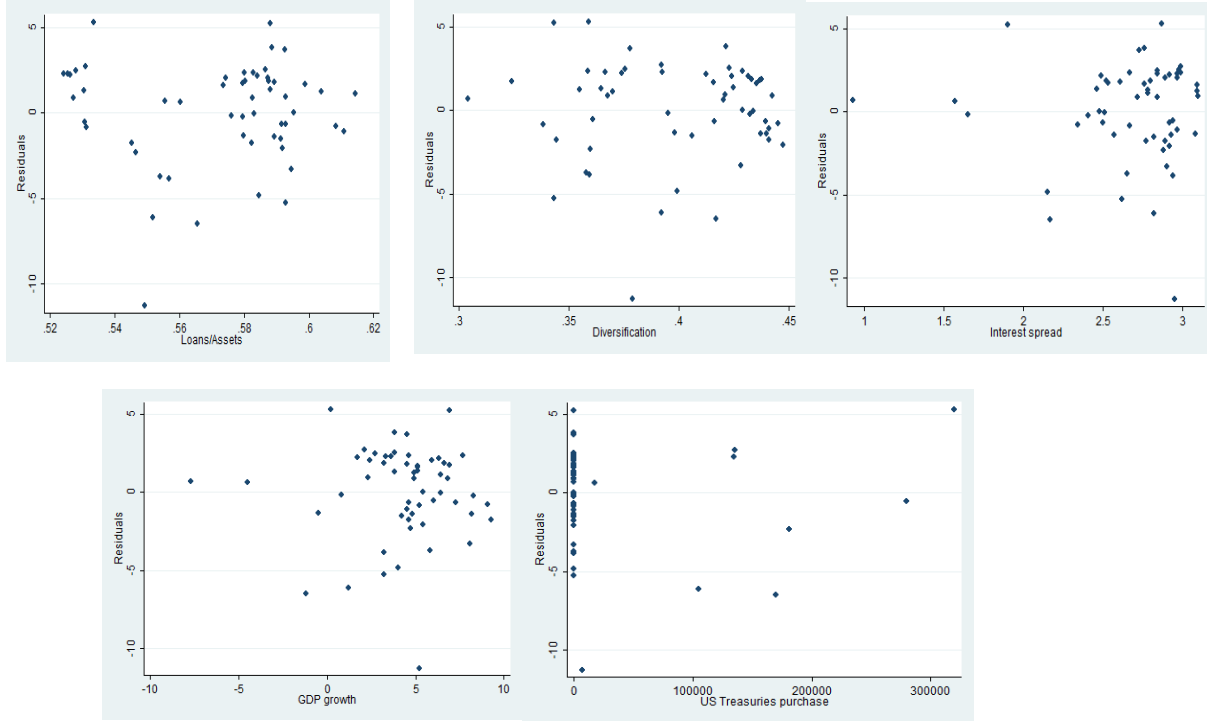 5
0
-5
-10
Residuals
.52 .54 .56 .58 .6 .62
Loans/Assets
5
0
-5
-10
Residuals
.3 .35 .4 .45
Diversification
5
0
-5
-10
Residuals
1 1.5 2 2.5 3
Interest spread
5
0
-5
-10
Residuals
-10 -5 0 5 10
GDP growth
5
0
-5
-10
Residuals
0 100000 200000 300000
US Treasuries purchase